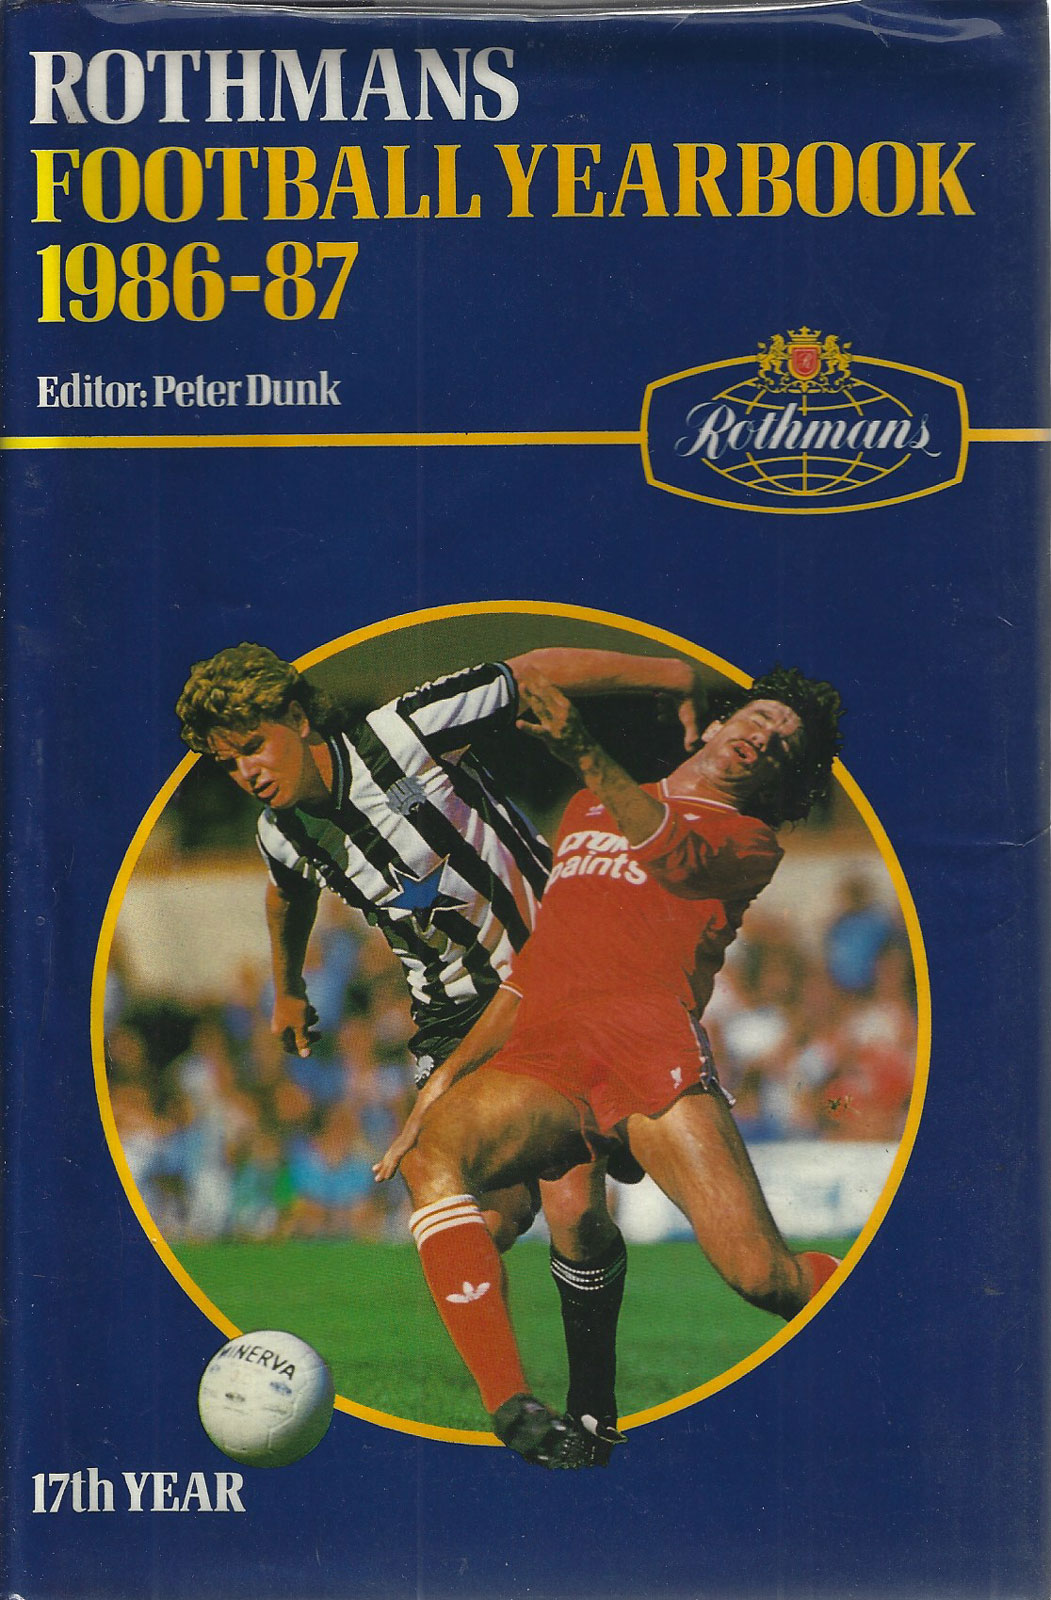 ROTHMANS
FOOTBALL YEARBOOK
1986-87
Editor: Peter Dunk
Rothmans
paints
MINERVA
17th YEAR